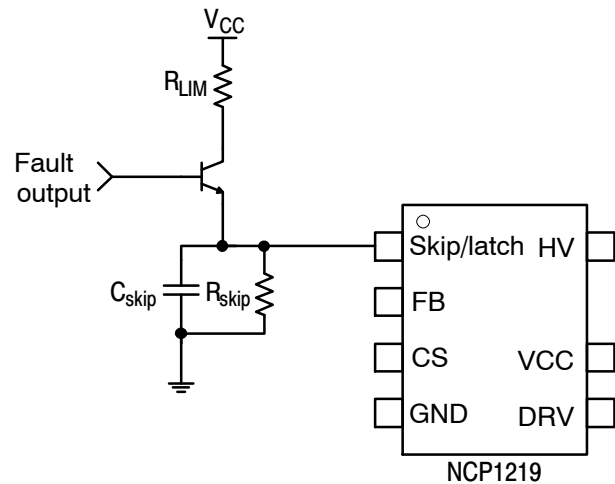 VCC
RLIM
Fault
output
Cskip
Rskip
Skip/latch HV
FB
CS VCC
GND DRV
NCP1219